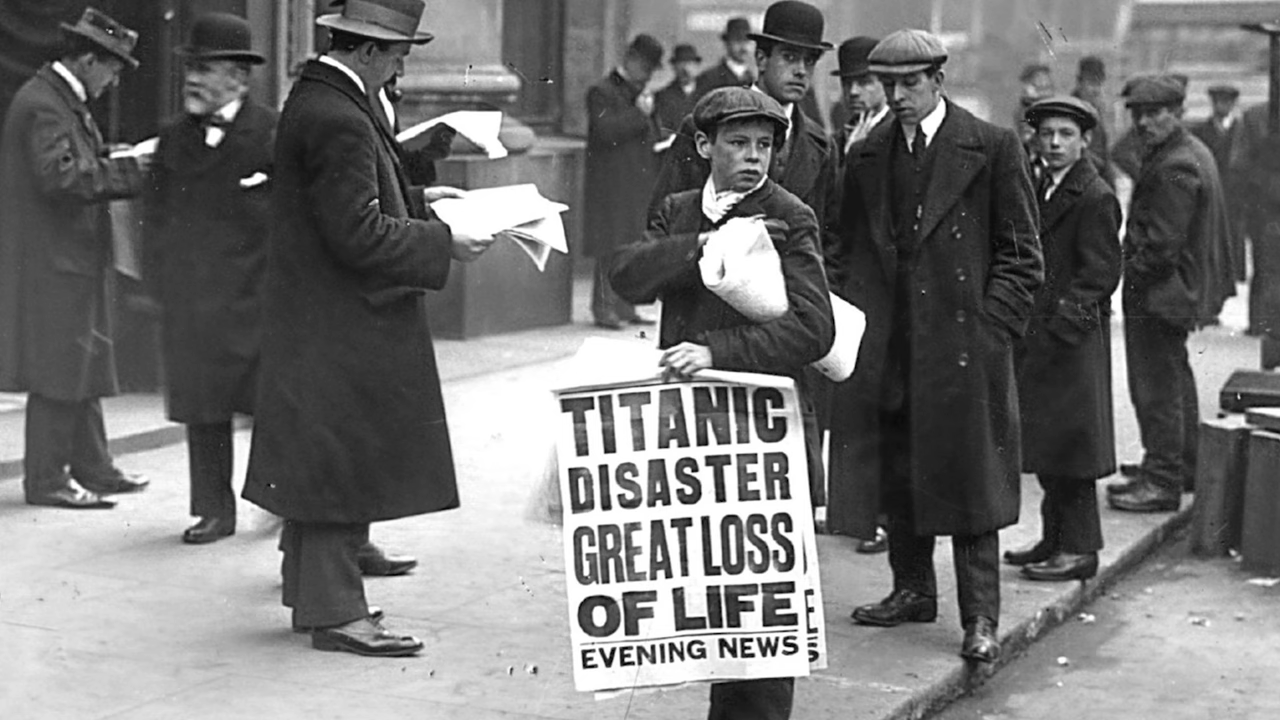 TITANIC
DISASTER
GREAT LOSS
OF LIFE
EVENING NEWS
E
S